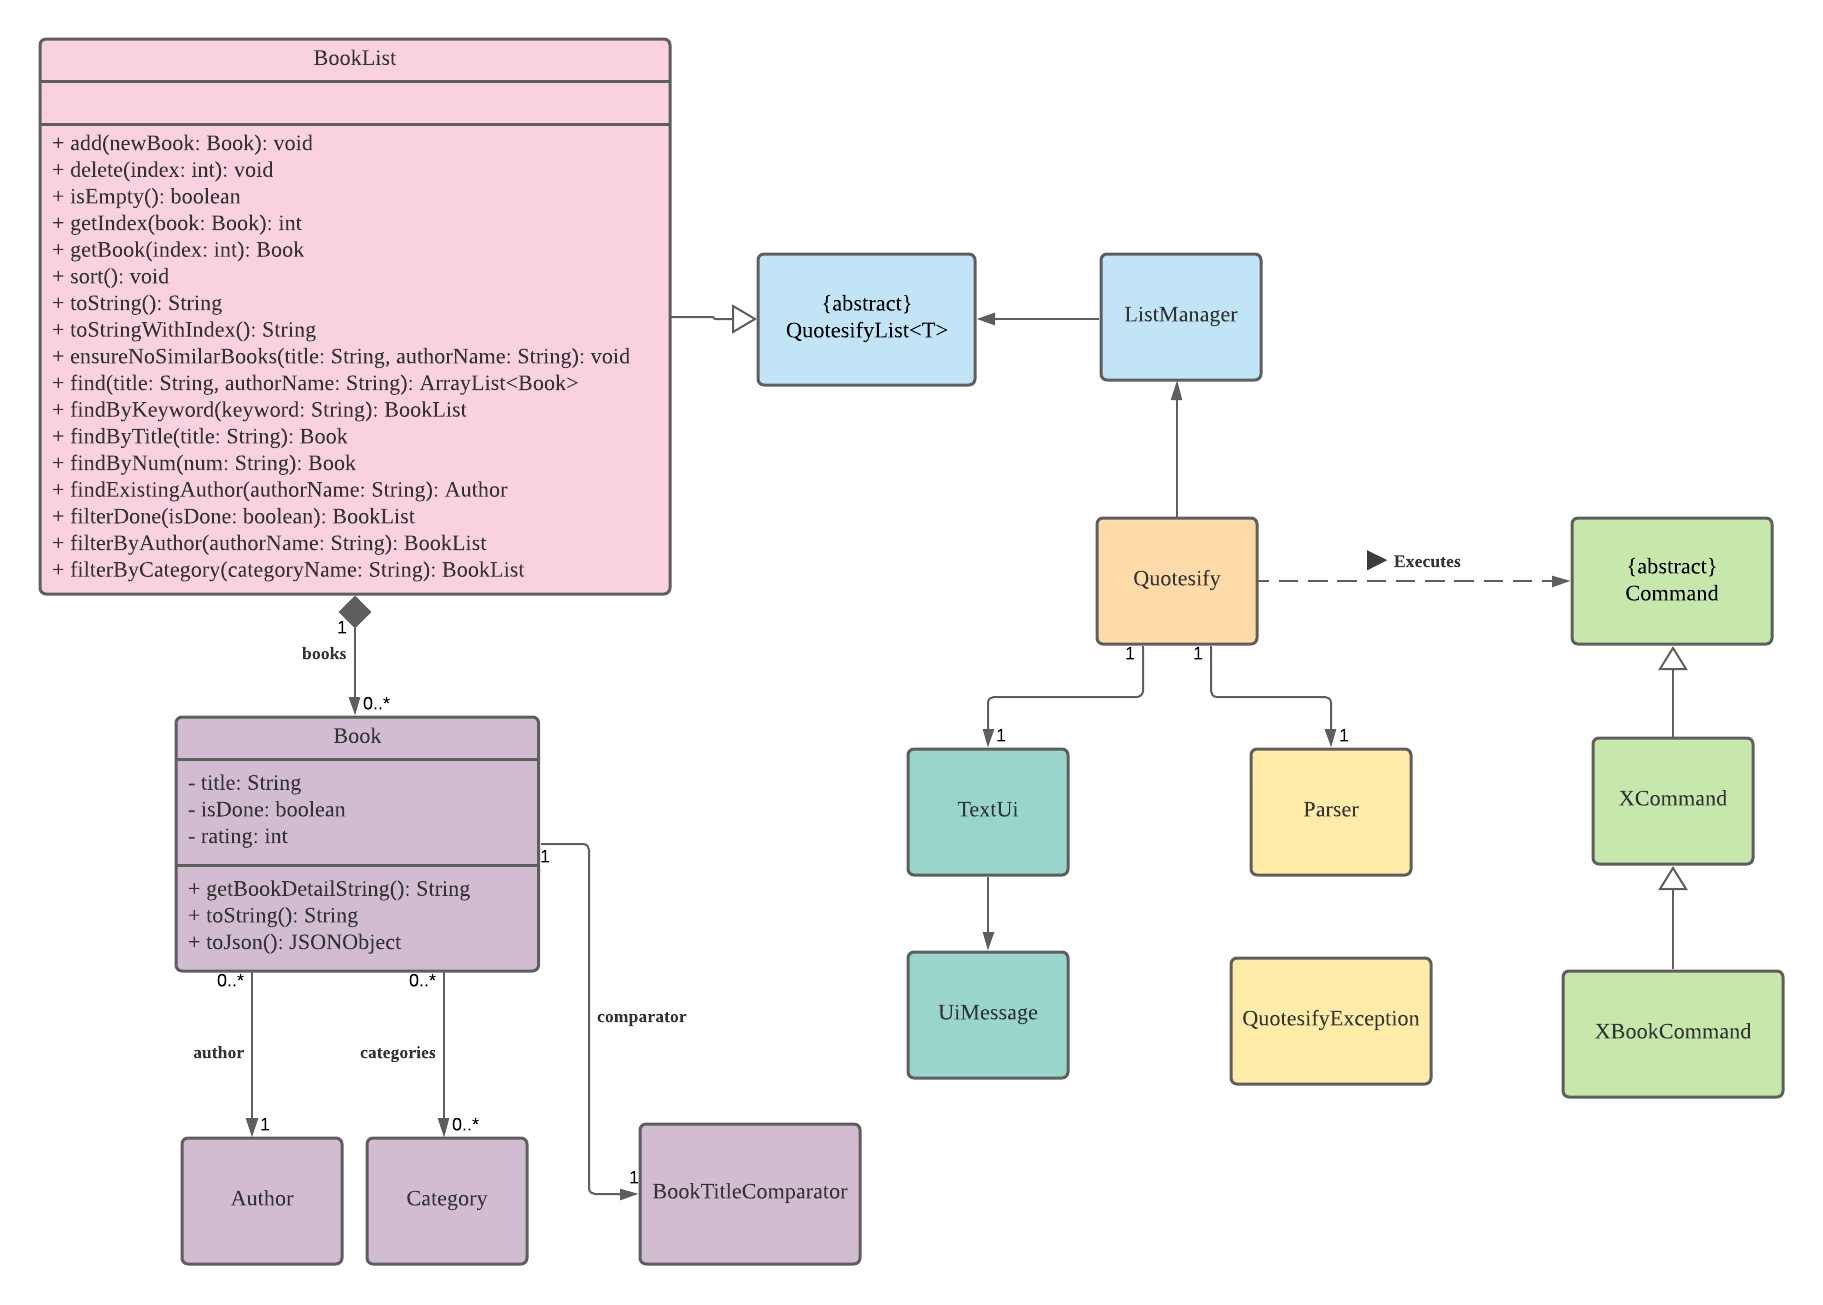 BookList
+ add(newBook: Book): void
+ delete(index: int): void
+ isEmpty(): boolean
+ getIndex(book: Book): int
+ getBook(index: int): Book
+ sort(): void
+ toString(): String
+ toStringWithIndex(): String
+ ensureNoSimilarBooks(title: String, authorName: String): void
+ find(title: String, authorName: String): ArrayList<Book>
+ findByKeyword(keyword: String): BookList
+ findByTitle(title: String): Book
+ findByNum(num: String): Book
+ findExistingAuthor(authorName: String): Author
+ filterDone(isDone: boolean): BookList
+ filterByAuthor(authorName: String): BookList
+ filterByCategory(categoryName: String): BookList
{abstract}
QuotesifyList<T>
ListManager
Quotesify
Executes
{abstract}
Command
1
books
0..*
1
1
Book
- title: String
- isDone: boolean
- rating: int
+ getBookDetailString(): String
+ toString(): String
+ toJson(): JSONObject
1
1
1
TextUi
Parser
XCommand
0..*
0..*
comparator
author
categories
UiMessage
QuotesifyException
XBookCommand
1
0..*
1
Author
Category
BookTitleComparator